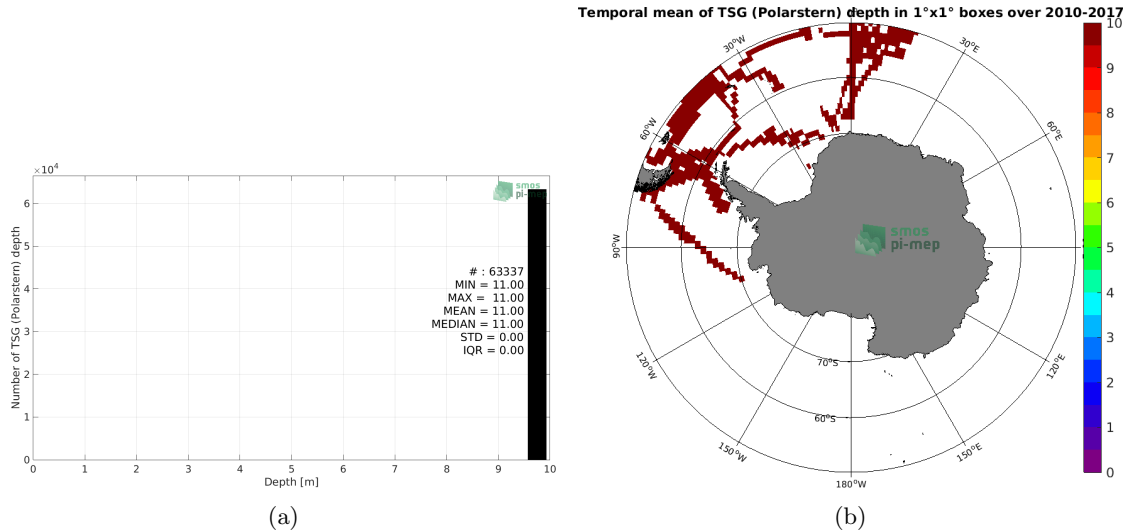 Temporal mean of TSG (Polarstern) depth in 1°x1° boxes over 2010-2017
×10⁴
6
5
4
3
2
1
0
Number of TSG (Polarstern) depth
smos
pi-mep
# : 63337
MIN = 11.00
MAX = 11.00
MEAN = 11.00
MEDIAN = 11.00
STD = 0.00
IQR = 0.00
0 1 2 3 4 5 6 7 8 9 10
Depth [m]
(a)
30°W
30°E
60°W
60°E
90°W
120°W
120°E
150°W
150°E
180°W
70°S
60°S
smos
pi-mep
10
9
8
7
6
5
4
3
2
1
0
(b)